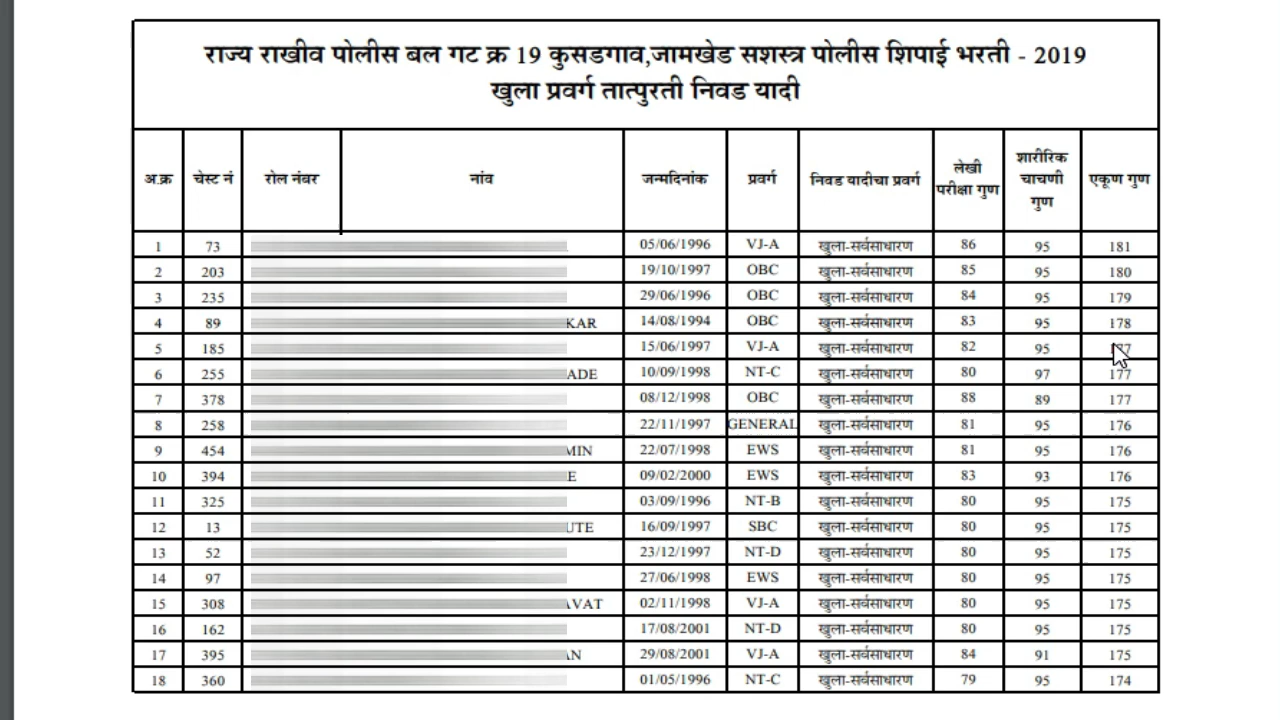 राज्य राखीव पोलीस बल गट क्र 19 कुसडगाव,जामखेड सशस्त्र पोलीस शिपाई भरती - 2019
खुला प्रवर्ग तात्पुरती निवड यादी
अ.क्र चेस्ट नं रोल नंबर नांव जन्मदिनांक प्रवर्ग निवड यादीचा प्रवर्ग लेखी परीक्षा गुण शारीरिक चाचणी गुण एकूण गुण
1 73 05/06/1996 VJ-A खुला-सर्वसाधारण 86 95 181
2 203 19/10/1997 OBC खुला-सर्वसाधारण 85 95 180
3 235 29/06/1996 OBC खुला-सर्वसाधारण 84 95 179
4 89 KAR 14/08/1994 OBC खुला-सर्वसाधारण 83 95 178
5 185 15/06/1997 VJ-A खुला-सर्वसाधारण 82 95 177
6 255 ADE 10/09/1998 NT-C खुला-सर्वसाधारण 80 97 177
7 378 08/12/1998 OBC खुला-सर्वसाधारण 88 89 177
8 258 22/11/1997 GENERAL खुला-सर्वसाधारण 81 95 176
9 454 MIN 22/07/1998 EWS खुला-सर्वसाधारण 81 95 176
10 394 E 09/02/2000 EWS खुला-सर्वसाधारण 83 93 176
11 325 03/09/1996 NT-B खुला-सर्वसाधारण 80 95 175
12 13 UTE 16/09/1997 SBC खुला-सर्वसाधारण 80 95 175
13 52 23/12/1997 NT-D खुला-सर्वसाधारण 80 95 175
14 97 27/06/1998 EWS खुला-सर्वसाधारण 80 95 175
15 308 AVAT 02/11/1998 VJ-A खुला-सर्वसाधारण 80 95 175
16 162 17/08/2001 NT-D खुला-सर्वसाधारण 80 95 175
17 395 AN 29/08/2001 VJ-A खुला-सर्वसाधारण 84 91 175
18 360 01/05/1996 NT-C खुला-सर्वसाधारण 79 95 174